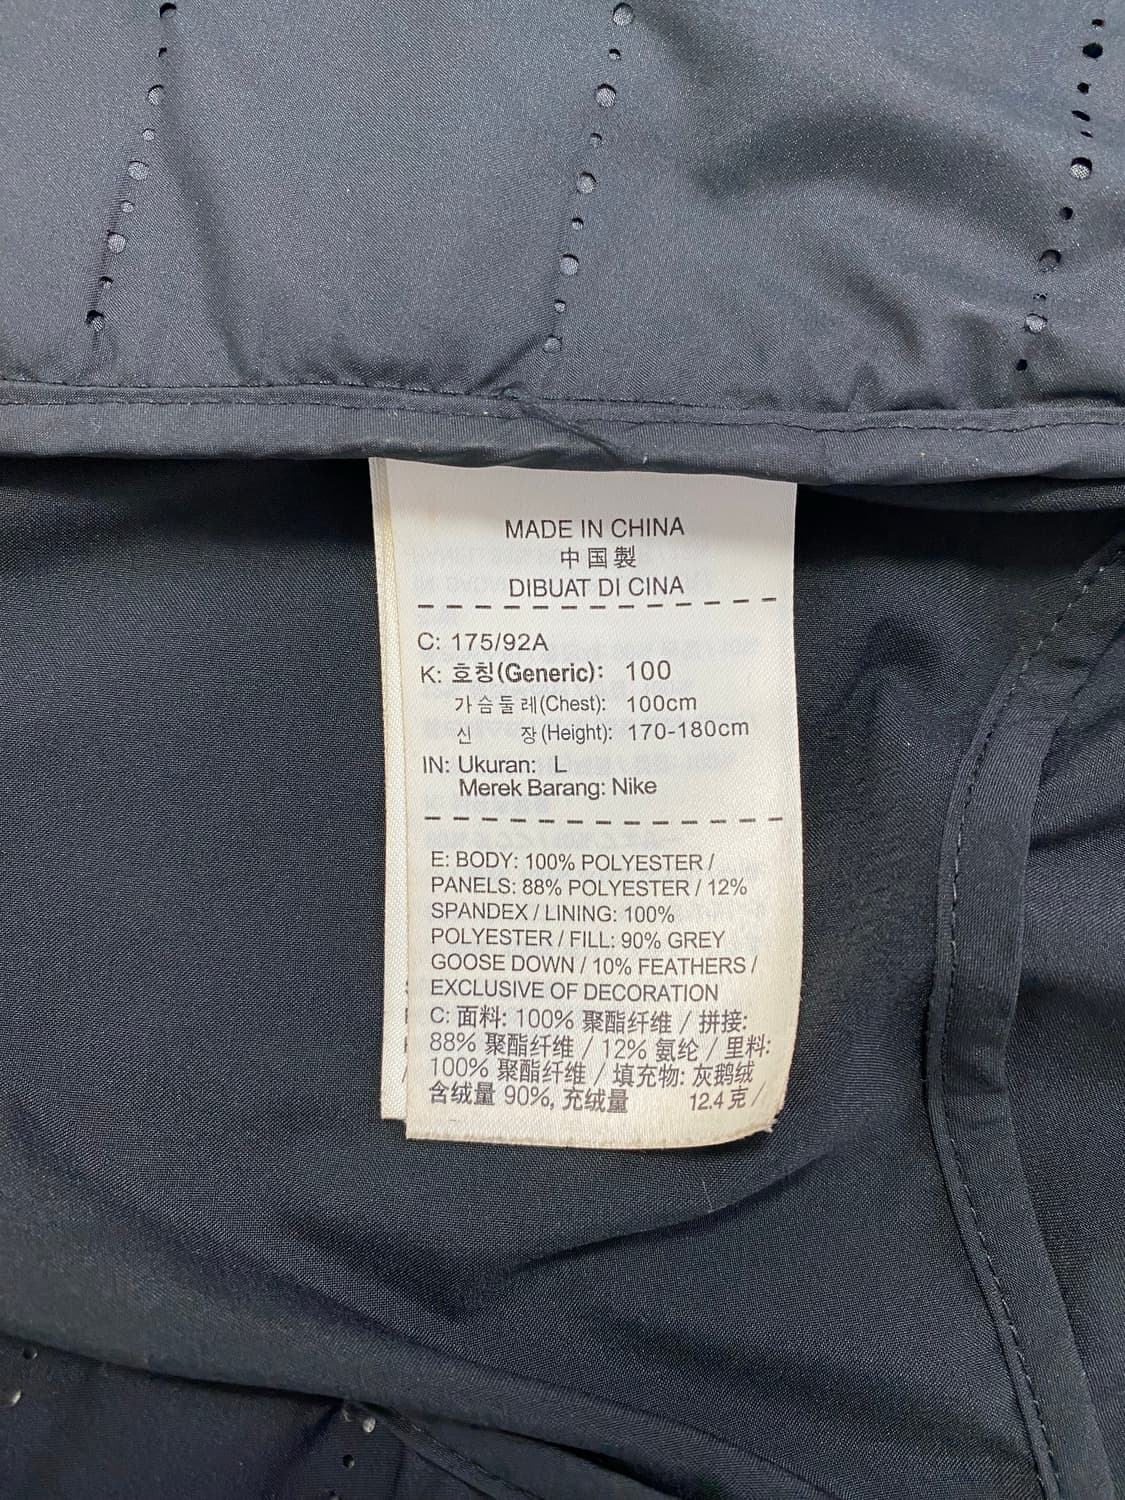 MADE IN CHINA
中国製
DIBUAT DI CINA
C: 175/92A
K: 호칭(Generic): 100
가슴둘레(Chest): 100cm
신 장(Height): 170-180cm
IN: Ukuran: L
Merek Barang: Nike
E: BODY: 100% POLYESTER /
PANELS: 88% POLYESTER / 12%
SPANDEX / LINING: 100%
POLYESTER / FILL: 90% GREY
GOOSE DOWN / 10% FEATHERS /
EXCLUSIVE OF DECORATION
C: 面料: 100% 聚酯纤维 / 拼接:
88% 聚酯纤维 / 12% 氨纶 / 里料:
100% 聚酯纤维 / 填充物: 灰鹅绒
含绒量 90%, 充绒量 12.4 克 /